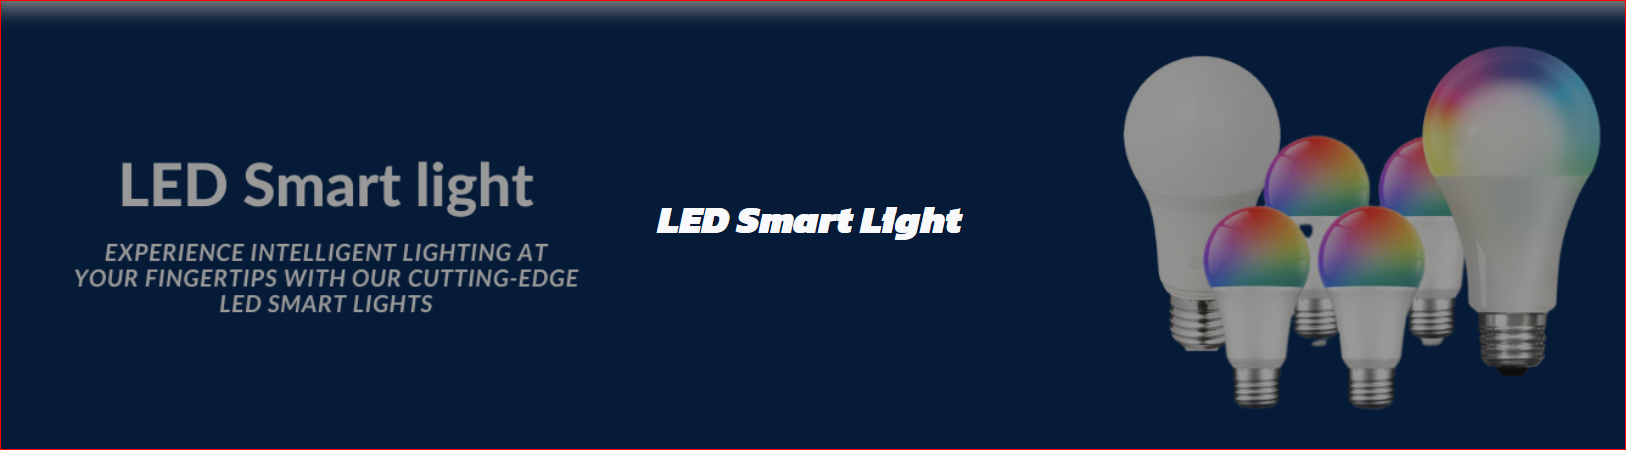 LED Smart light
EXPERIENCE INTELLIGENT LIGHTING AT
YOUR FINGERTIPS WITH OUR CUTTING-EDGE
LED SMART LIGHTS
LED Smart Light